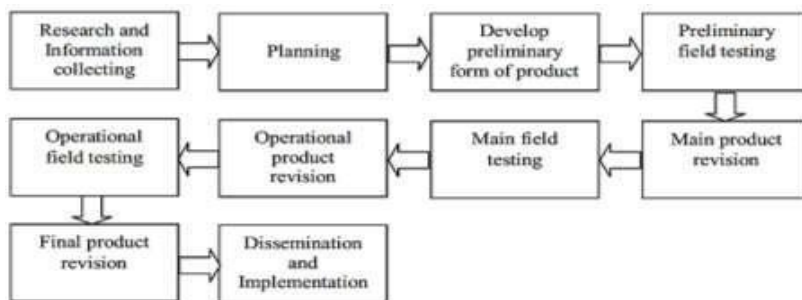 Research and
Information
collecting
Planning
Develop
preliminary
form of product
Preliminary
field testing
Main product
revision
Main field
testing
Operational
product
revision
Operational
field testing
Final product
revision
Dissemination
and
Implementation